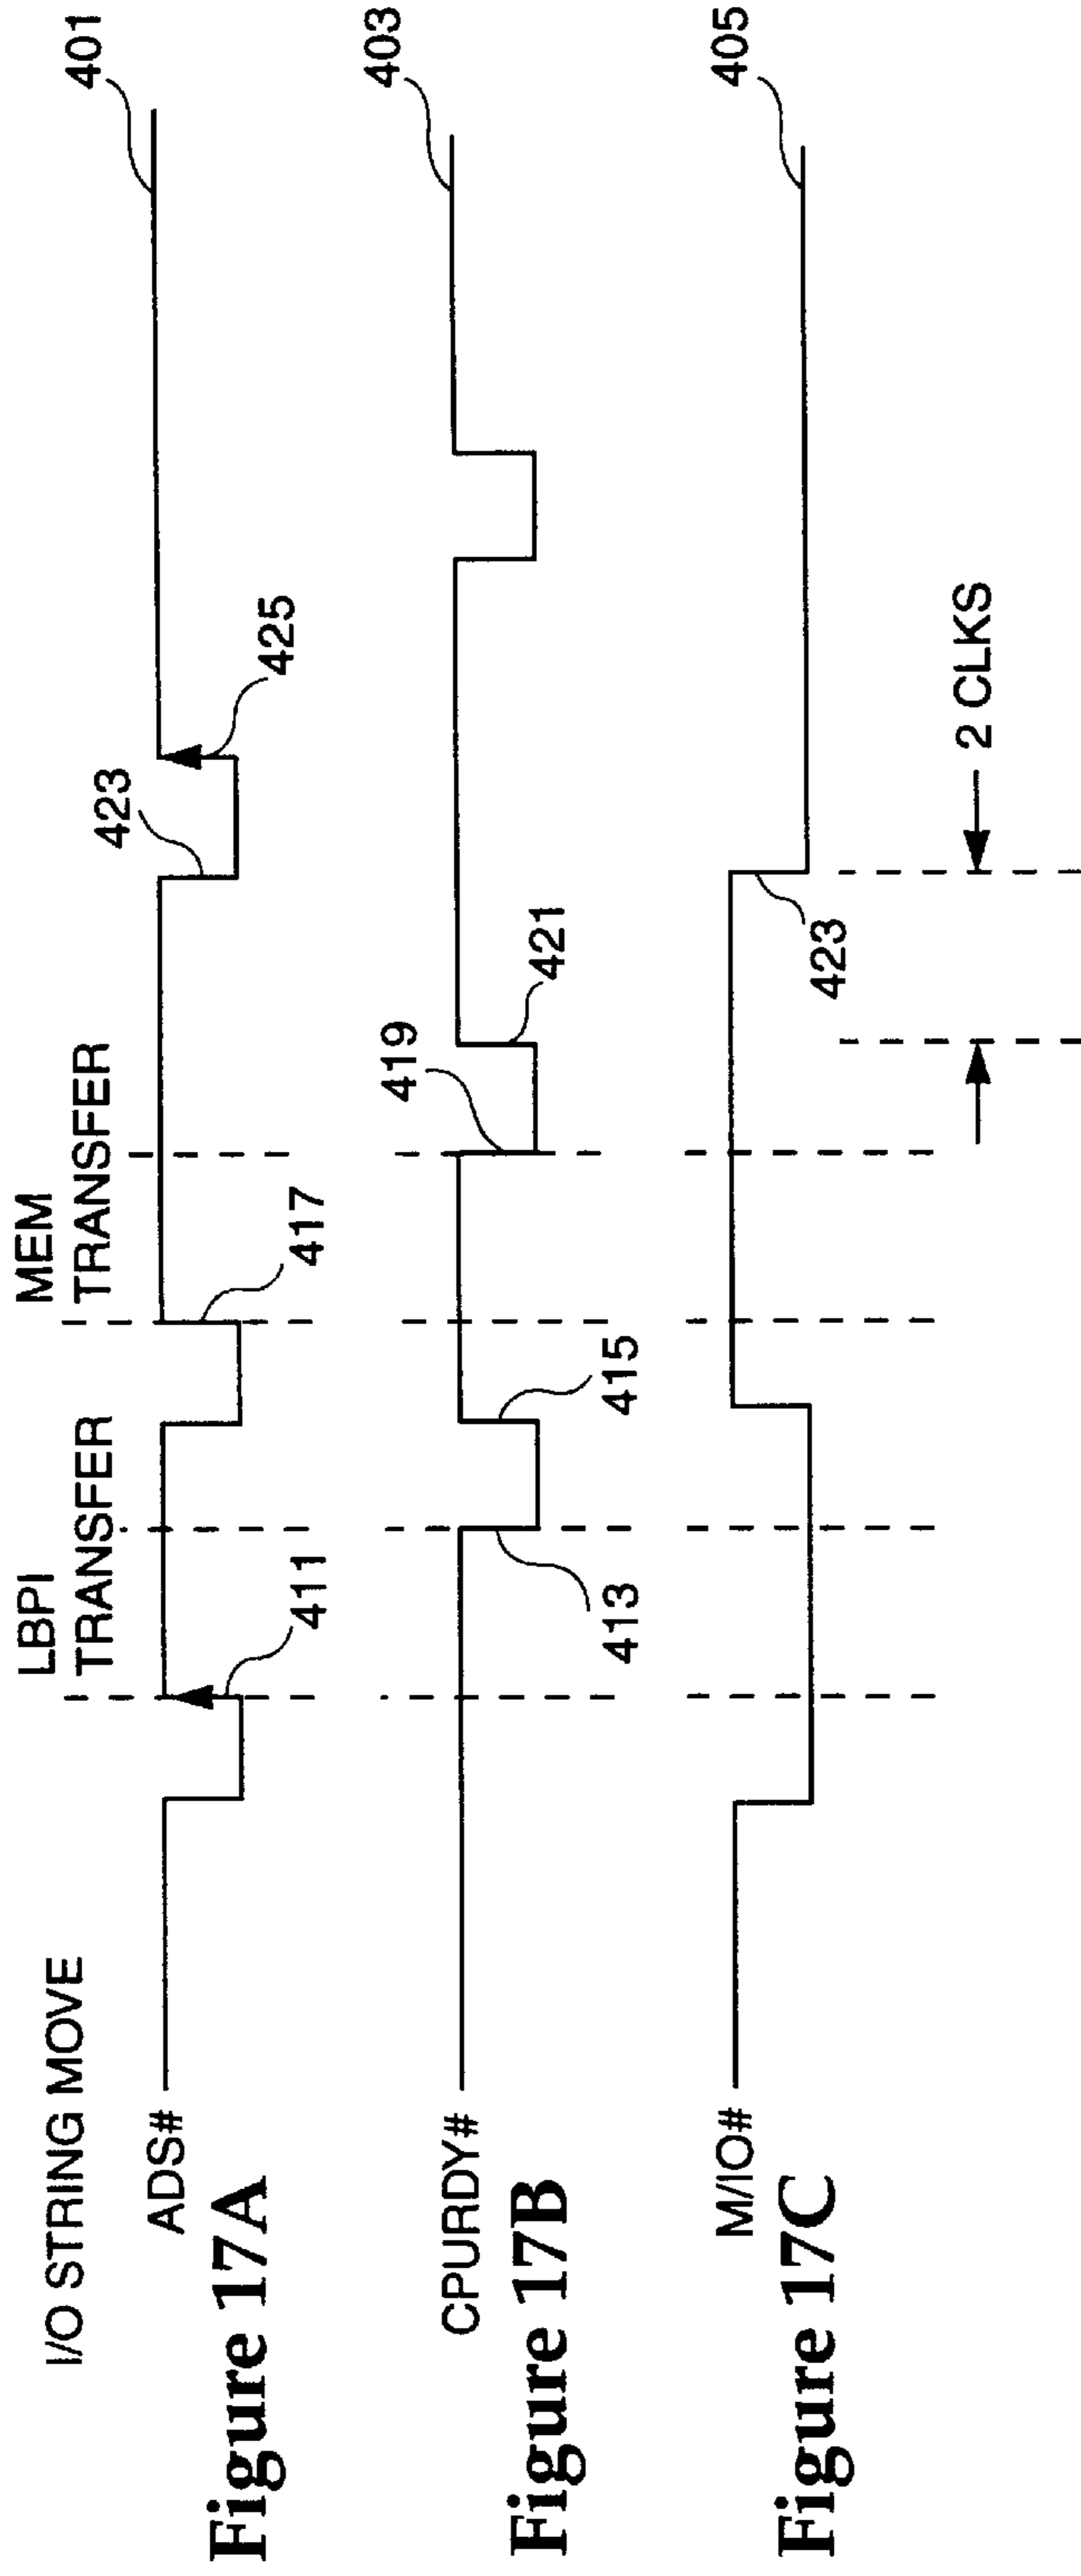 I/O STRING MOVE
LBPI
TRANSFER
MEM
TRANSFER
ADS#
411
417
423
425
401
Figure 17A
CPURDY#
413
415
419
421
403
Figure 17B
M/IO#
423
405
Figure 17C
2 CLKS